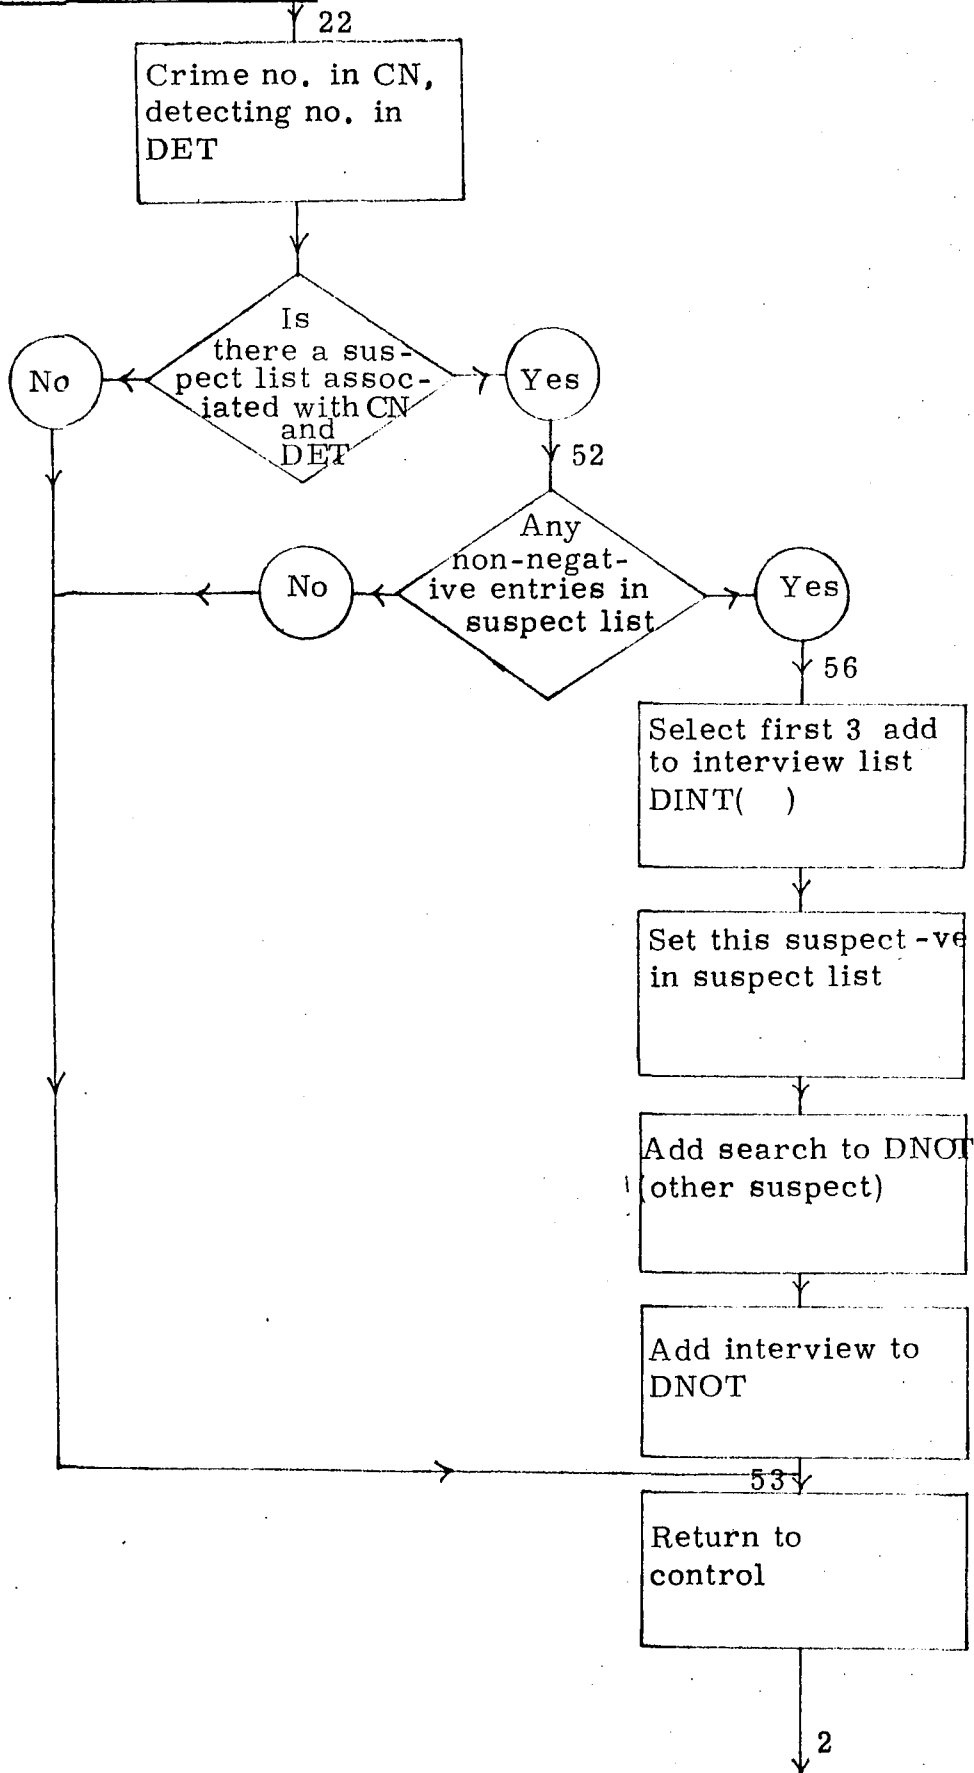 22
Crime no. in CN,
detecting no. in
DET
Is
there a sus-
pect list assoc-
iated with CN
and
DET
No
Yes
52
Any
non-negat-
ive entries in
suspect list
No
Yes
56
Select first 3 add
to interview list
DINT( )
Set this suspect -ve
in suspect list
Add search to DNOT
(other suspect)
Add interview to
DNOT
53
Return to
control
2